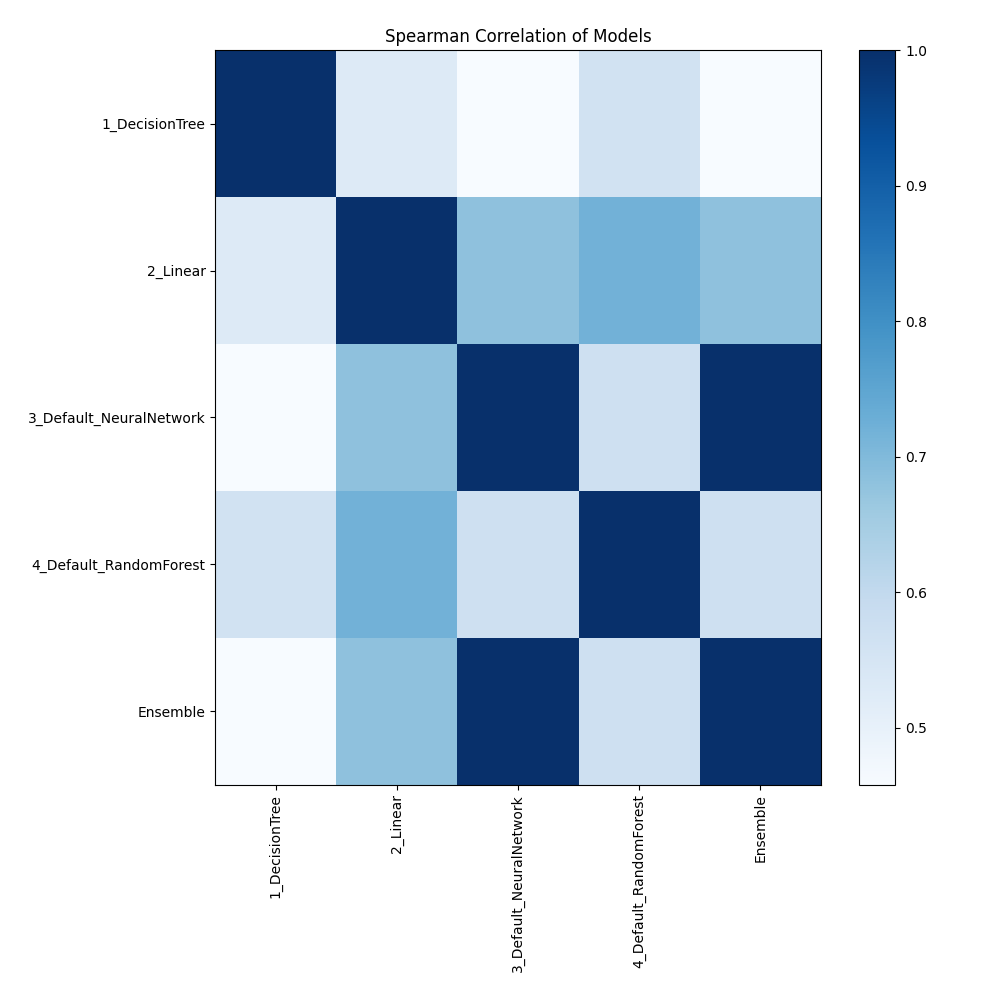 Spearman Correlation of Models
1_DecisionTree
2_Linear
3_Default_NeuralNetwork
4_Default_RandomForest
Ensemble
1_DecisionTree
2_Linear
3_Default_NeuralNetwork
4_Default_RandomForest
Ensemble
1.0
0.9
0.8
0.7
0.6
0.5